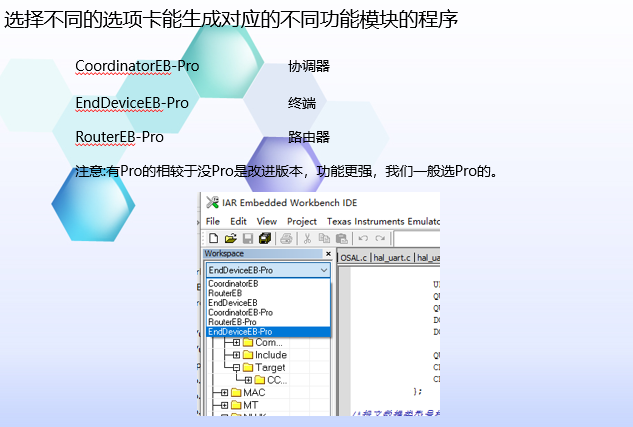 选择不同的选项卡能生成对应的不同功能模块的程序
CoordinatorEB-Pro 协调器
EndDeviceEB-Pro 终端
RouterEB-Pro 路由器
注意:有Pro的相较于没Pro是改进版本，功能更强，我们一般选Pro的。
IAR Embedded Workbench IDE
File Edit View Project Texas Instruments Emulato
Workspace
OSAL.c hal_uart.c hal_ua
EndDeviceEB-Pro
CoordinatorEB
RouterEB
EndDeviceEB
CoordinatorEB-Pro
RouterEB-Pro
EndDeviceEB-Pro
Com...
Include
Target
CC...
MAC
MT
};